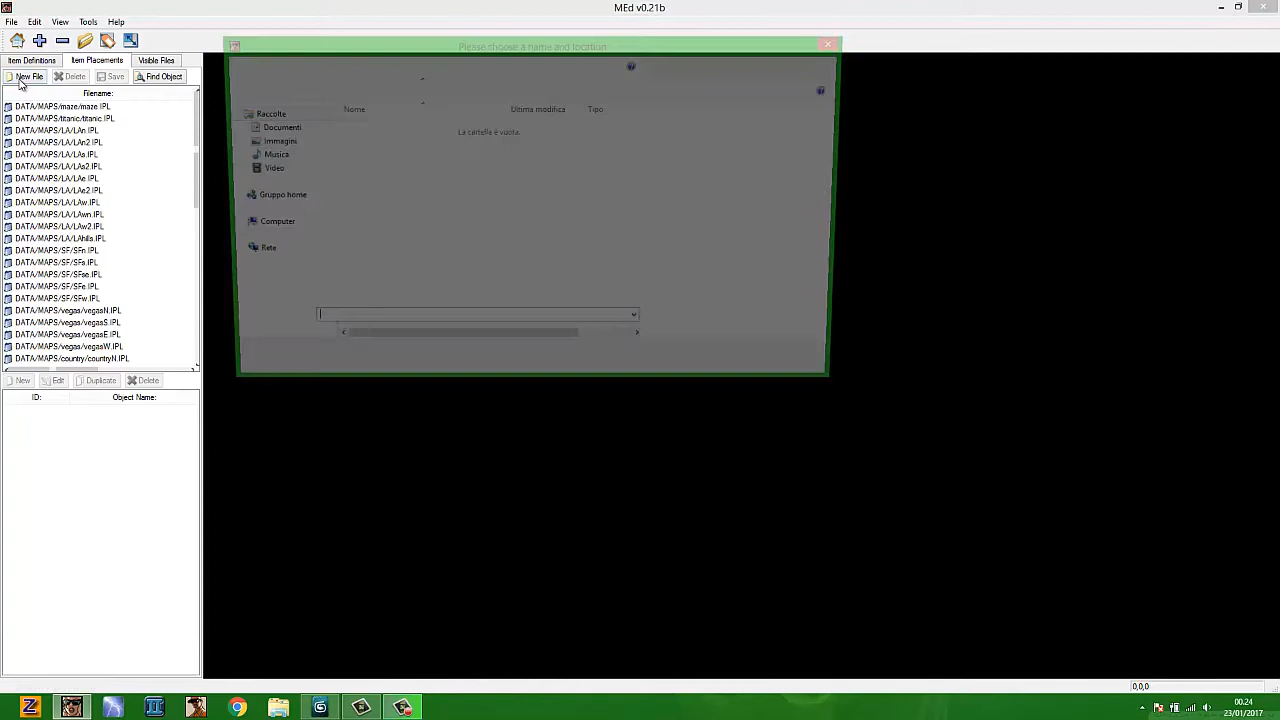 MEd v0.21b
File Edit View Tools Help
Item Definitions Item Placements Visible Files
New File Delete Save Find Object
Filename:
DATA/MAPS/maze/maze.IPL
DATA/MAPS/titanic/titanic.IPL
DATA/MAPS/LA/LAn.IPL
DATA/MAPS/LA/LAn2.IPL
DATA/MAPS/LA/LAs.IPL
DATA/MAPS/LA/LAs2.IPL
DATA/MAPS/LA/LAe.IPL
DATA/MAPS/LA/LAe2.IPL
DATA/MAPS/LA/LAw.IPL
DATA/MAPS/LA/LAwn.IPL
DATA/MAPS/LA/LAw2.IPL
DATA/MAPS/LA/LAhills.IPL
DATA/MAPS/SF/SFn.IPL
DATA/MAPS/SF/SFs.IPL
DATA/MAPS/SF/SFse.IPL
DATA/MAPS/SF/SFe.IPL
DATA/MAPS/SF/SFw.IPL
DATA/MAPS/vegas/vegasN.IPL
DATA/MAPS/vegas/vegasS.IPL
DATA/MAPS/vegas/vegasE.IPL
DATA/MAPS/vegas/vegasW.IPL
DATA/MAPS/country/countryN.IPL
New Edit Duplicate Delete
ID: Object Name:
Please choose a name and location
Nome Ultima modifica Tipo
La cartella è vuota.
Raccolte
Documenti
Immagini
Musica
Video
Gruppo home
Computer
Rete
0,0,0
00.24
23/01/2017